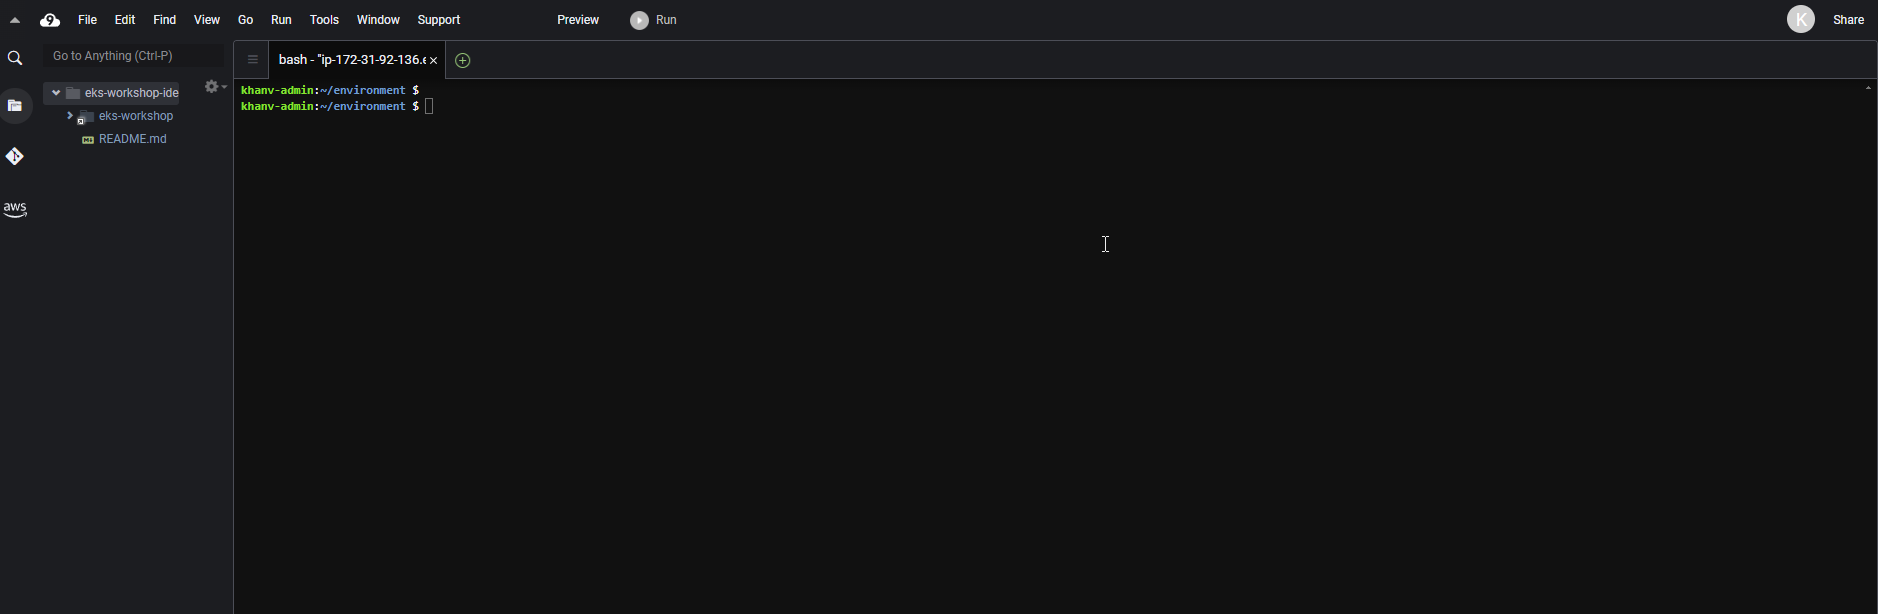 9 File Edit Find View Go Run Tools Window Support Preview Run K Share
Go to Anything (Ctrl-P)
bash - "ip-172-31-92-136.e ×
eks-workshop-ide
eks-workshop
README.md
aws
khanv-admin:~/environment $
khanv-admin:~/environment $